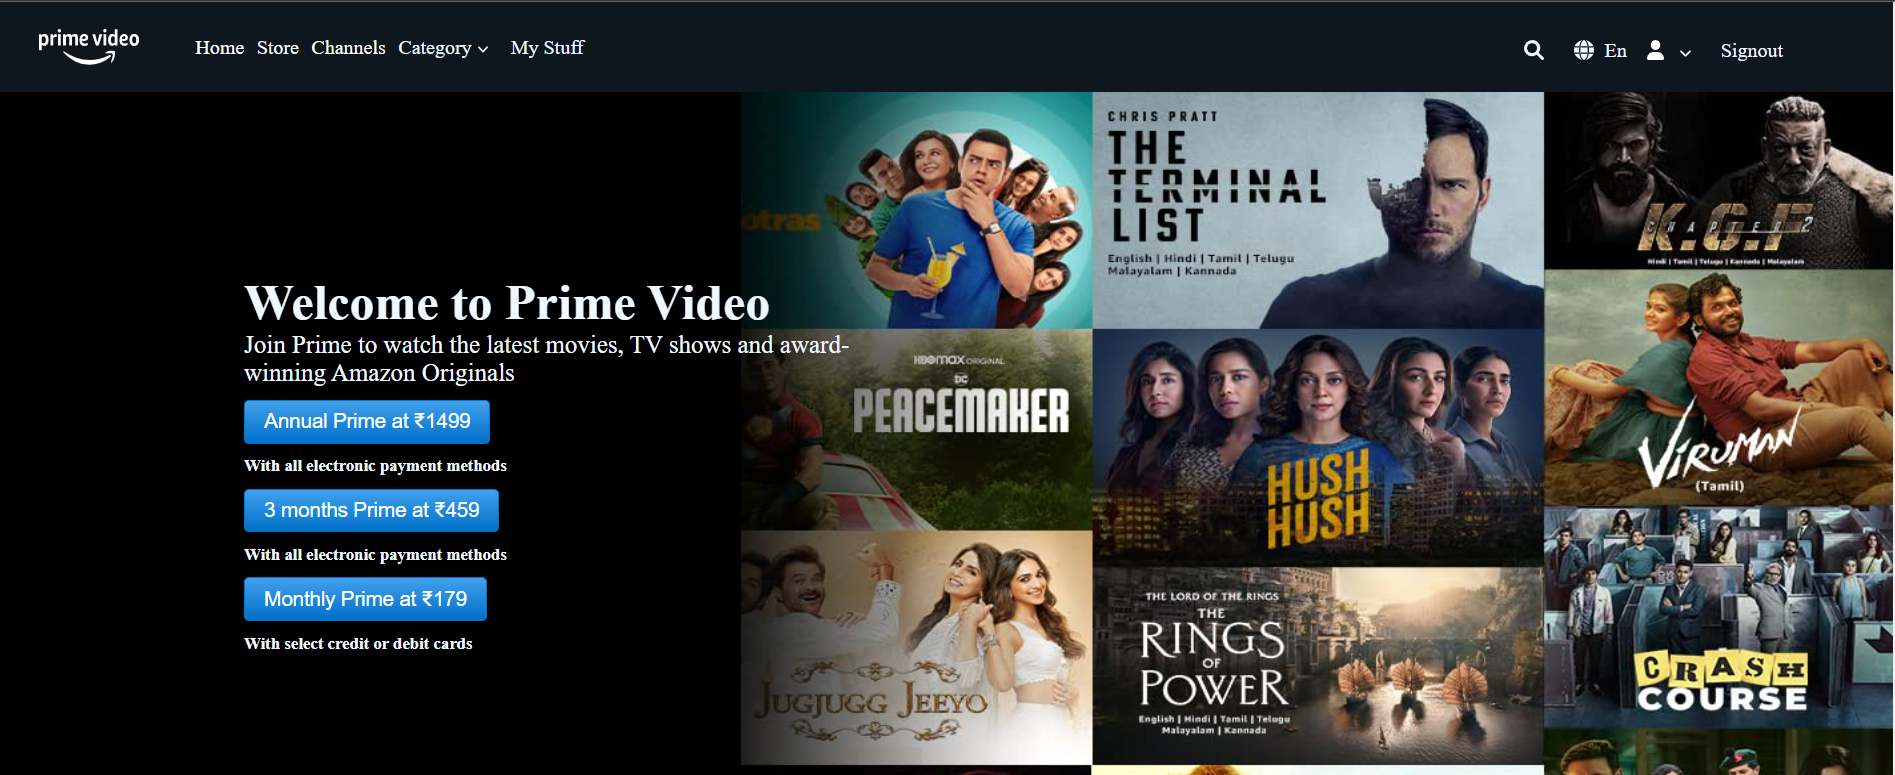 prime video
Home Store Channels Category My Stuff
En Signout
Welcome to Prime Video
Join Prime to watch the latest movies, TV shows and award-
winning Amazon Originals
Annual Prime at ₹1499
With all electronic payment methods
3 months Prime at ₹459
With all electronic payment methods
Monthly Prime at ₹179
With select credit or debit cards
otras
HBOMAX ORIGINAL
DC
PEACEMAKER
JUGJUGG JEEYO
CHRIS PRATT
THE
TERMINAL
LIST
English | Hindi | Tamil | Telugu
Malayalam | Kannada
HUSH
HUSH
THE LORD OF THE RINGS
THE
RINGS
OF
POWER
English | Hindi | Tamil | Telugu
Malayalam | Kannada
K.G.F
CHAPTER 2
Hindi | Tamil | Telugu | Kannada | Malayalam
VIRUMAN
(Tamil)
CRASH
COURSE